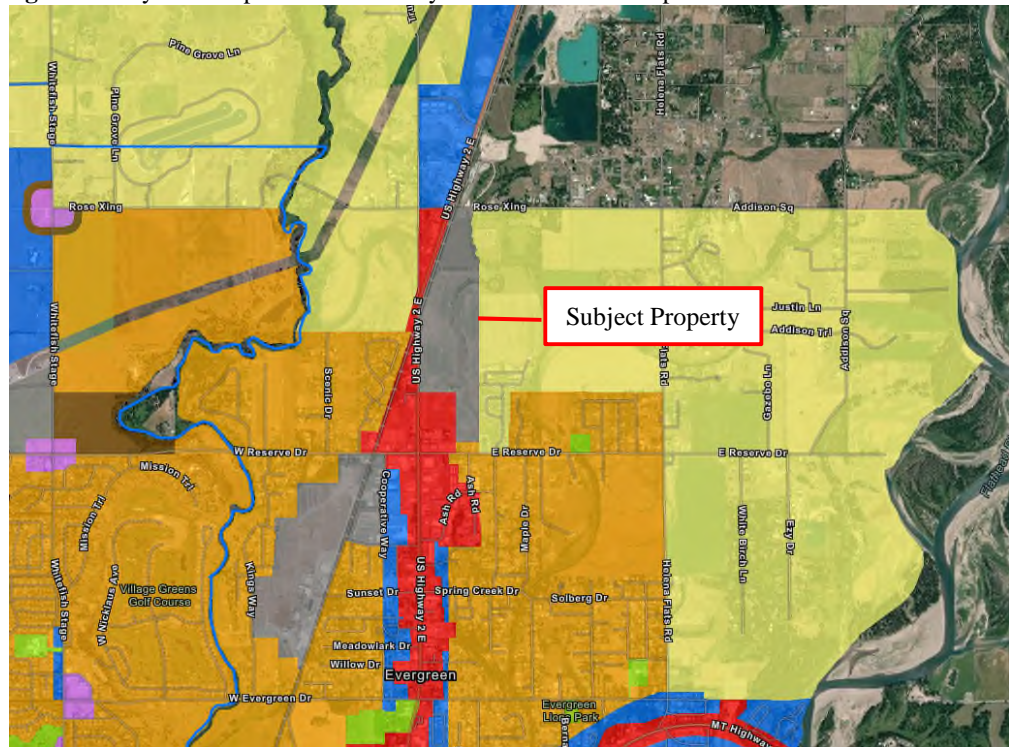 Pine Grove Ln
Whitefish Stage
Pine Grove Ln
US Highway 2 E
Helena Flats Rd
Rose Xing
Rose Xing
Addison Sq
Subject Property
Justin Ln
Addison Trl
Addison Sq
Whitefish Stage
US Highway 2 E
Scenic Dr
Gazebo Ln
W Reserve Dr
E Reserve Dr
E Reserve Dr
Mission Trl
Mission Trl
Cooperative Way
Ash Rd
Ash Rd
Maple Dr
White Birch Ln
Ezy Dr
Whitefish Stage
W Nicklaus Ave
Village Greens
Golf Course
Kings Way
Sunset Dr
US Highway 2 E
Spring Creek Dr
Solberg Dr
Helena Flats Rd
Meadowlark Dr
Willow Dr
Evergreen
W Evergreen Dr
Evergreen
Lions Park
MT Highway